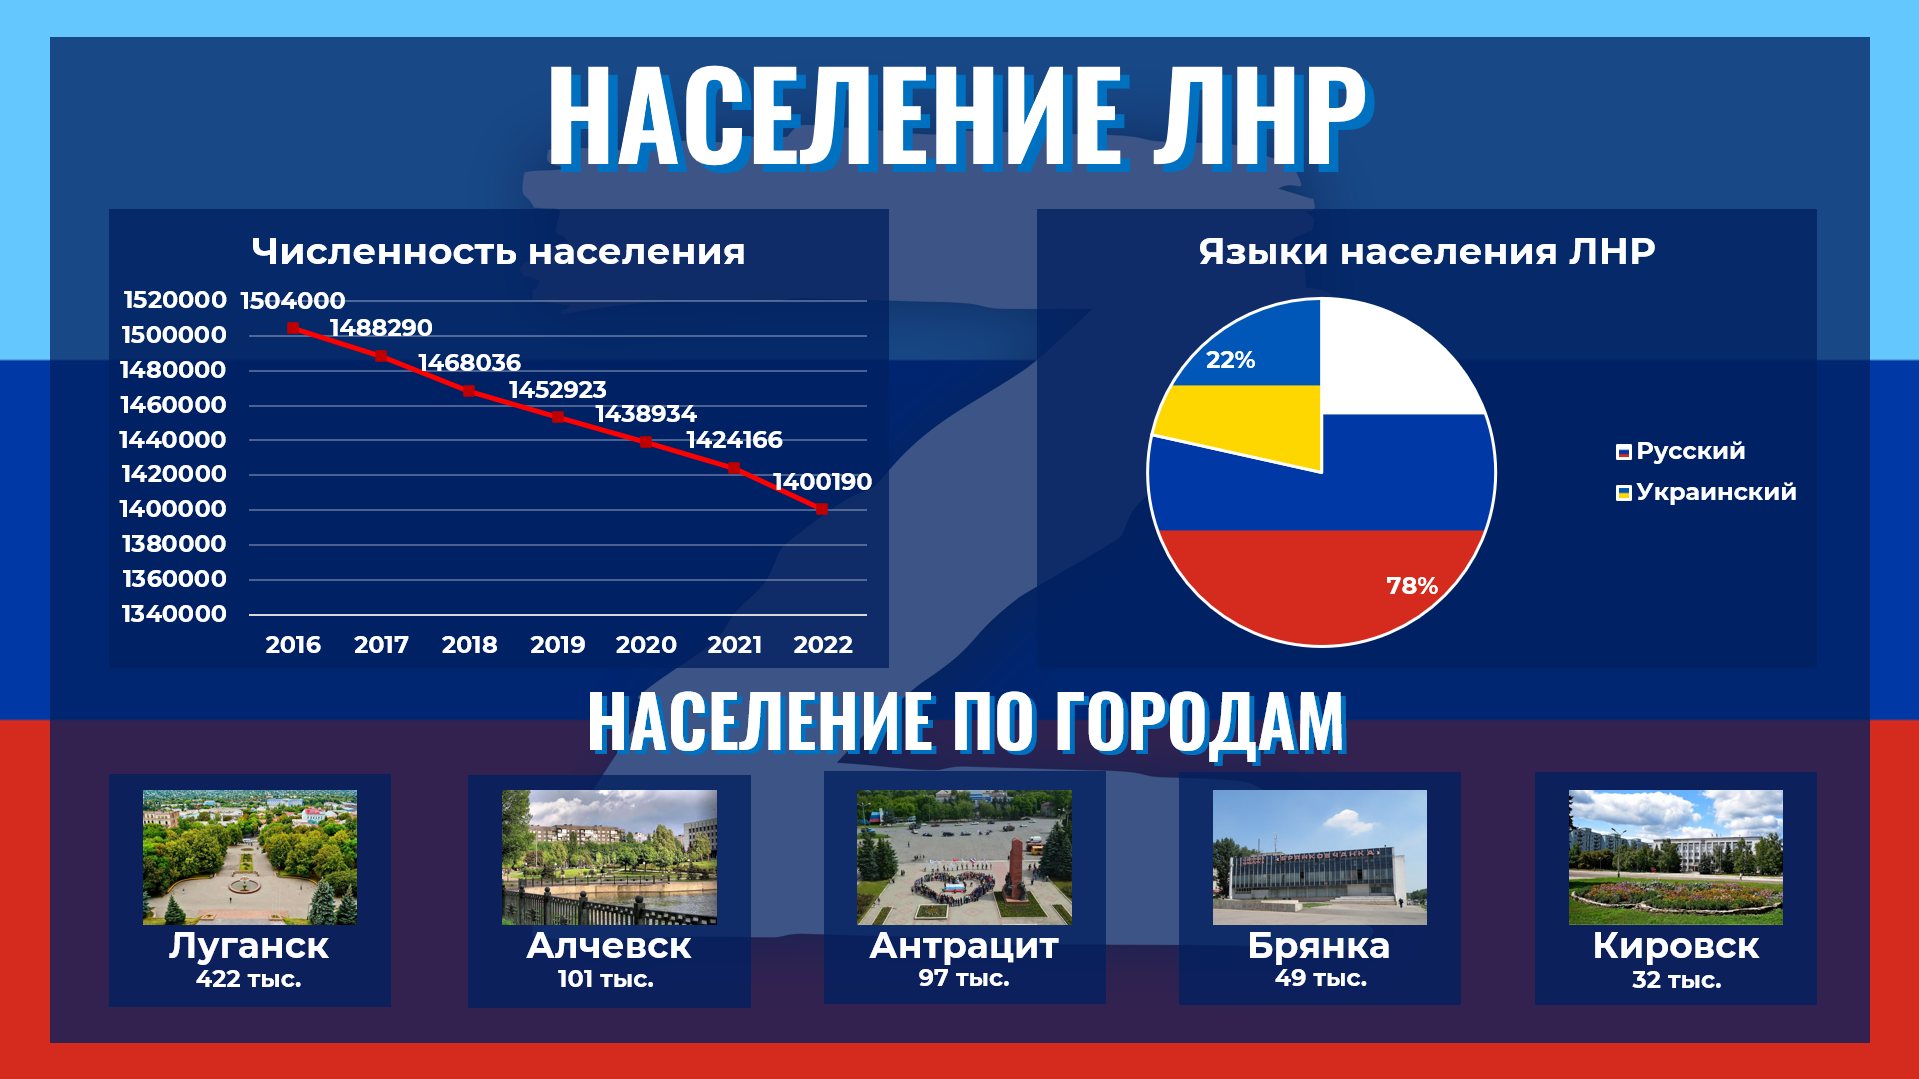 НАСЕЛЕНИЕ ЛНР
Численность населения
1520000
1500000
1480000
1460000
1440000
1420000
1400000
1380000
1360000
1340000
1504000
1488290
1468036
1452923
1438934
1424166
1400190
2016 2017 2018 2019 2020 2021 2022
Языки населения ЛНР
22%
78%
Русский
Украинский
НАСЕЛЕНИЕ ПО ГОРОДАМ
БРЯНКОВЧАНКА
Луганск
422 тыс.
Алчевск
101 тыс.
Антрацит
97 тыс.
Брянка
49 тыс.
Кировск
32 тыс.